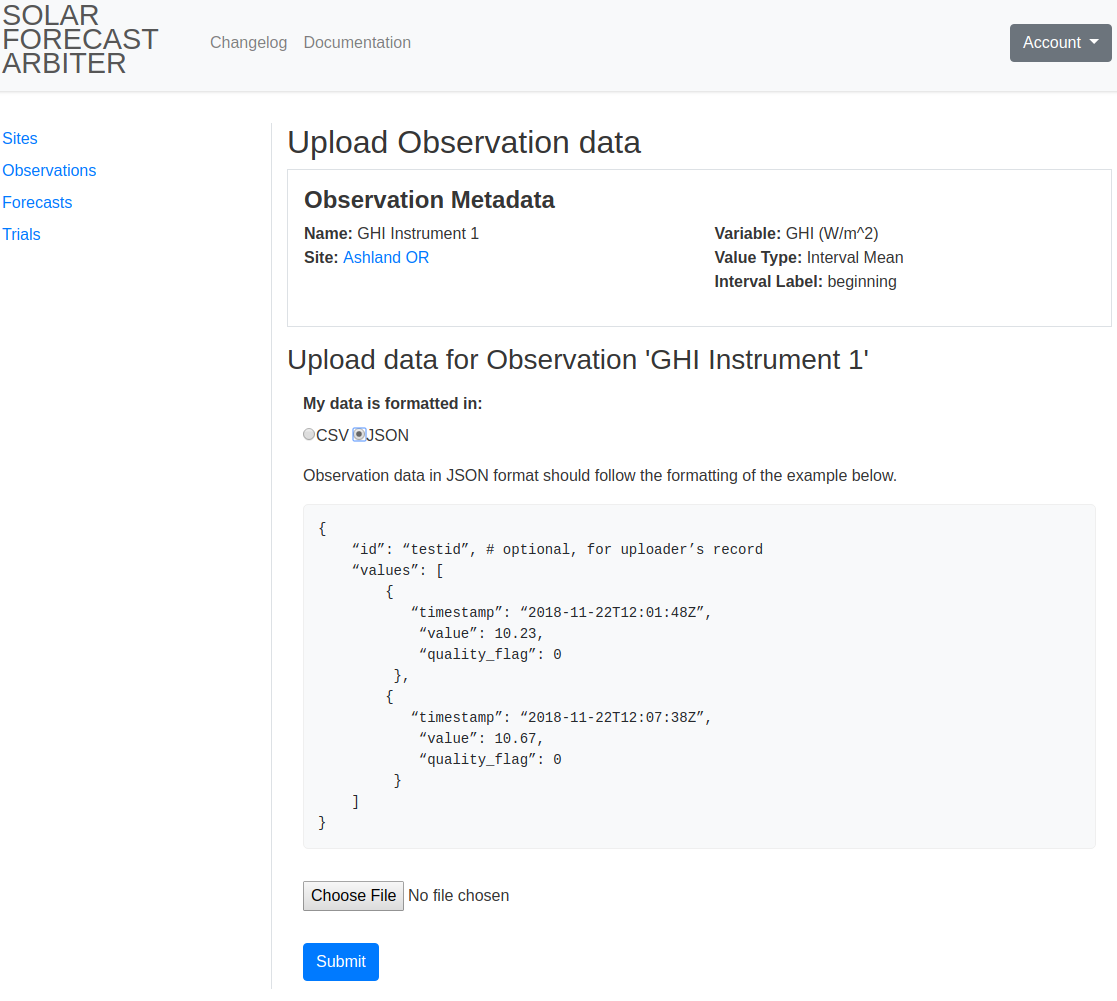 SOLAR
FORECAST
ARBITER
Changelog Documentation
Account
Sites
Observations
Forecasts
Trials
Upload Observation data
Observation Metadata
Name: GHI Instrument 1
Site: Ashland OR
Variable: GHI (W/m^2)
Value Type: Interval Mean
Interval Label: beginning
Upload data for Observation 'GHI Instrument 1'
My data is formatted in:
CSV JSON
Observation data in JSON format should follow the formatting of the example below.
{
    “id”: “testid”, # optional, for uploader’s record
    “values”: [
        {
           “timestamp”: “2018-11-22T12:01:48Z”,
            “value”: 10.23,
            “quality_flag”: 0
         },
        {
           “timestamp”: “2018-11-22T12:07:38Z”,
            “value”: 10.67,
            “quality_flag”: 0
         }
    ]
}
Choose File No file chosen
Submit